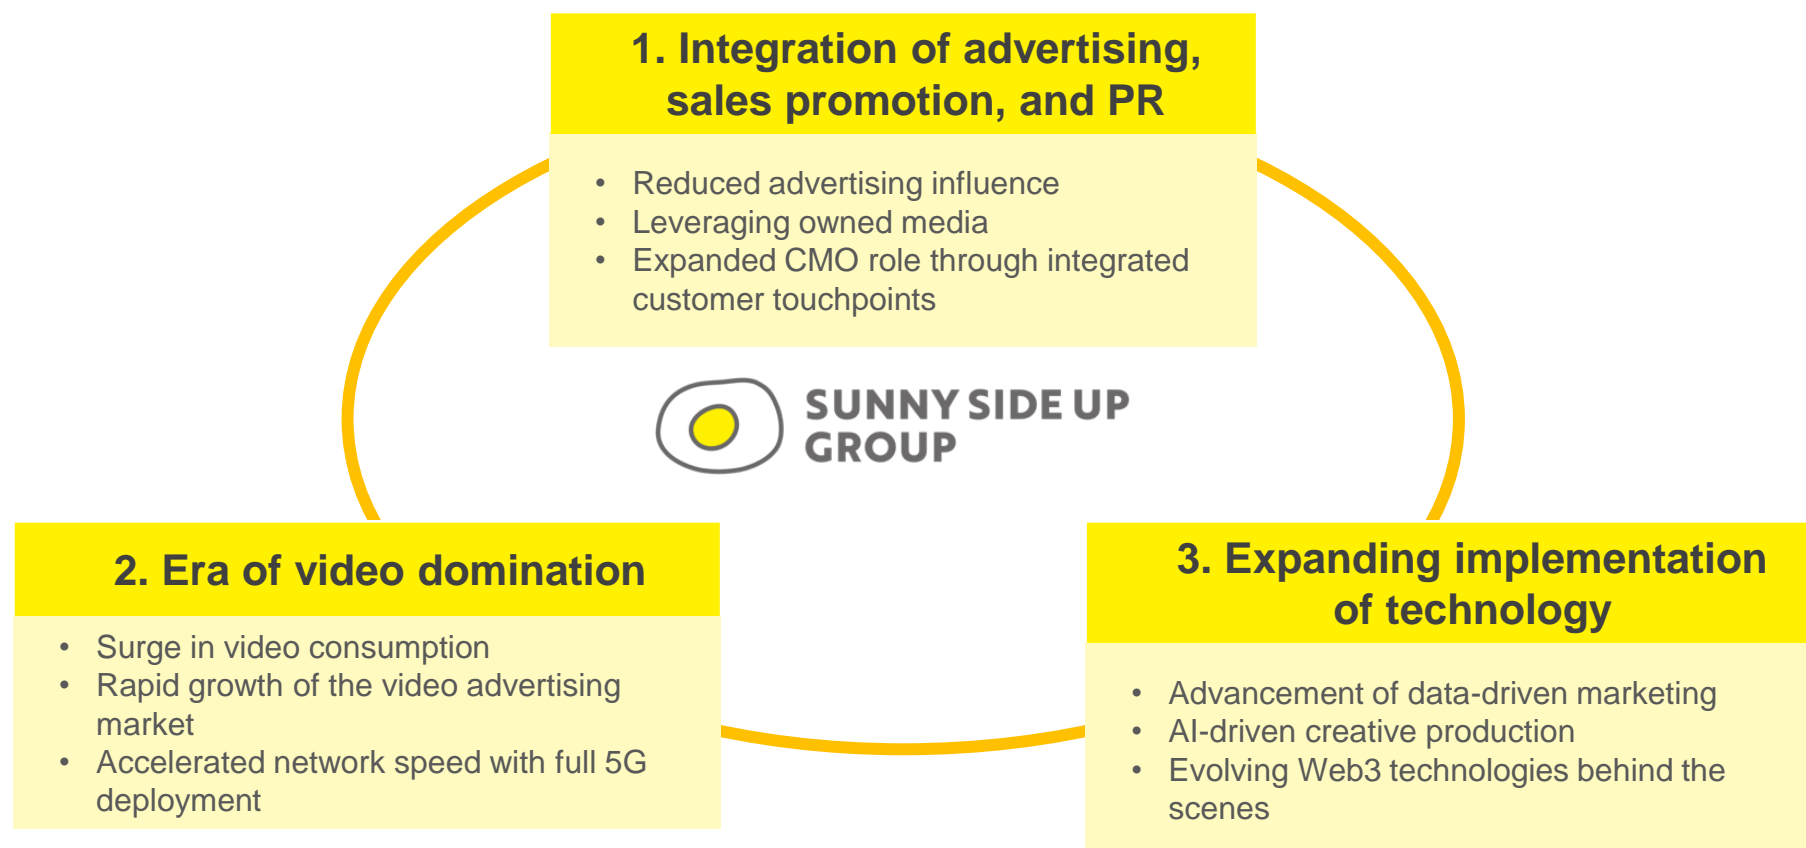 1. Integration of advertising,
sales promotion, and PR
• Reduced advertising influence
• Leveraging owned media
• Expanded CMO role through integrated
customer touchpoints
SUNNY SIDE UP
GROUP
2. Era of video domination
• Surge in video consumption
• Rapid growth of the video advertising
market
• Accelerated network speed with full 5G
deployment
3. Expanding implementation
of technology
• Advancement of data-driven marketing
• AI-driven creative production
• Evolving Web3 technologies behind the
scenes